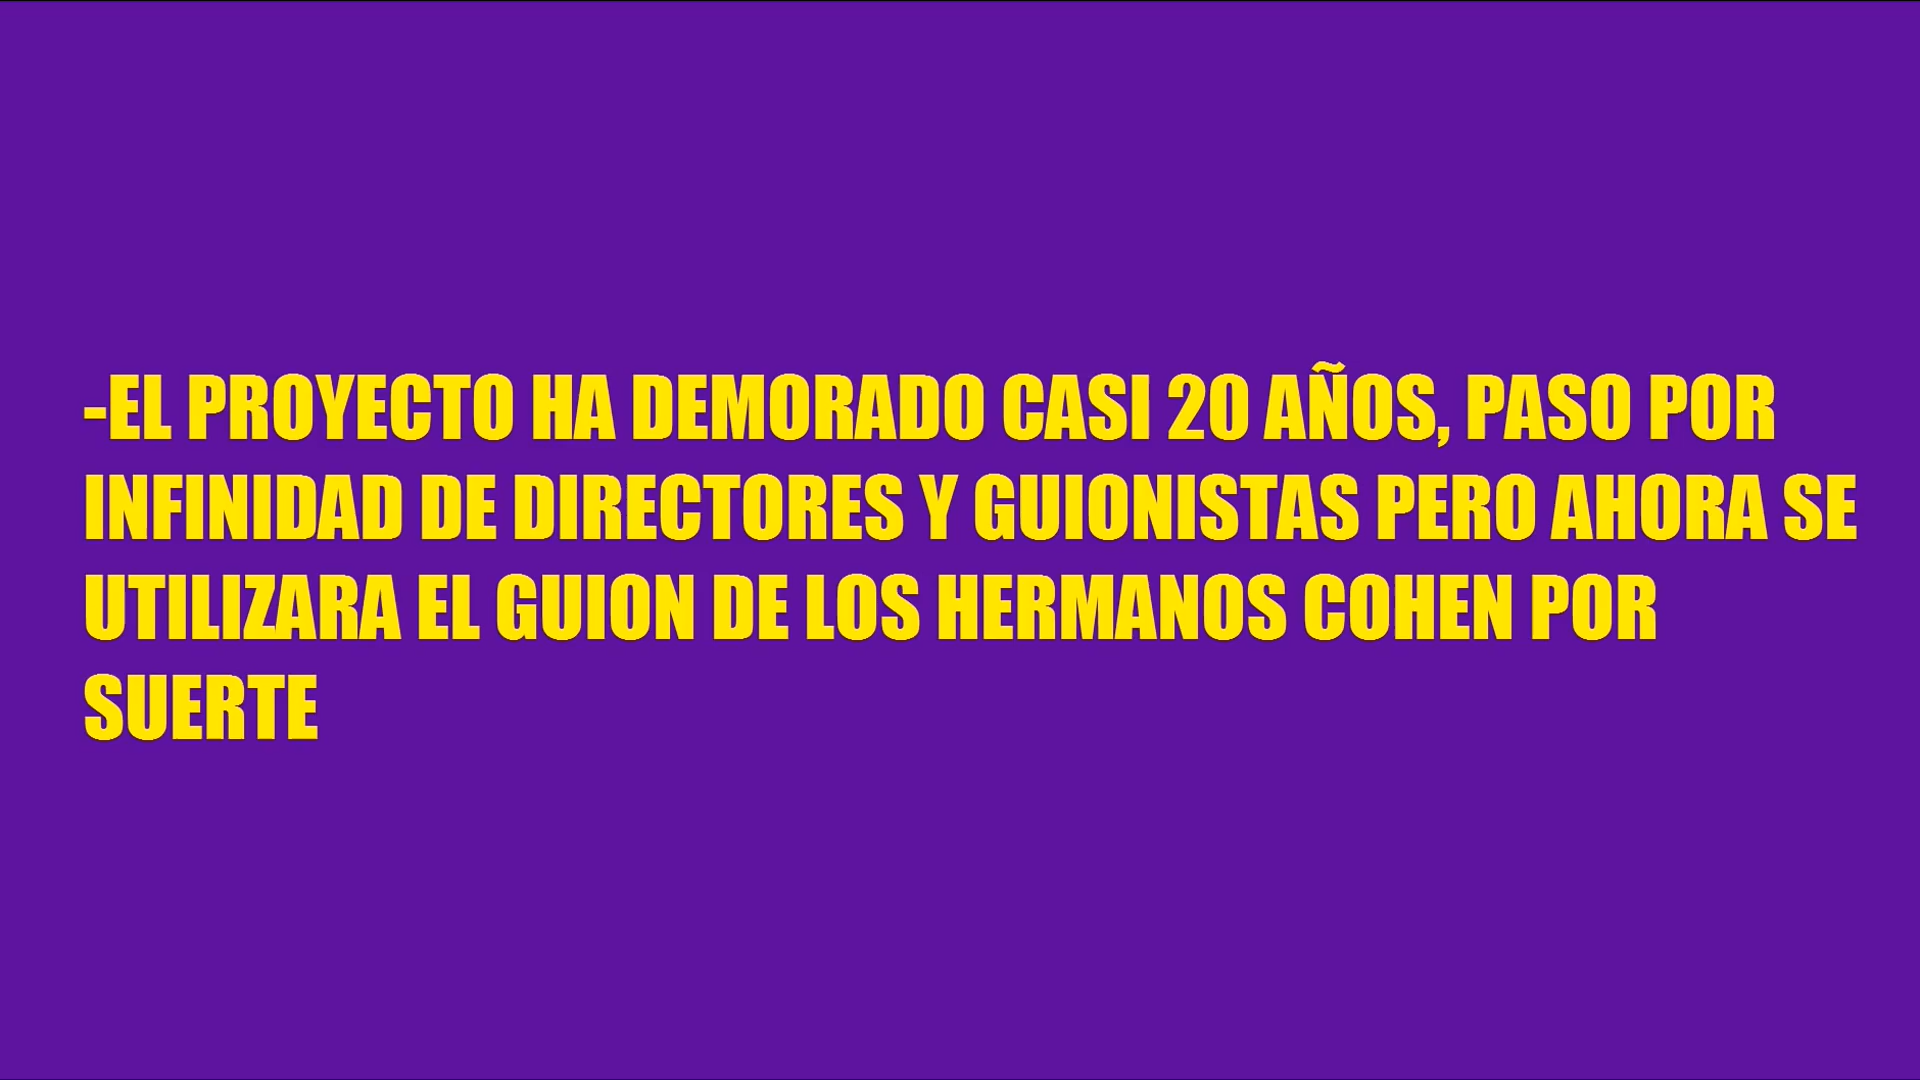 -EL PROYECTO HA DEMORADO CASI 20 AÑOS, PASO POR
INFINIDAD DE DIRECTORES Y GUIONISTAS PERO AHORA SE
UTILIZARA EL GUION DE LOS HERMANOS COHEN POR
SUERTE